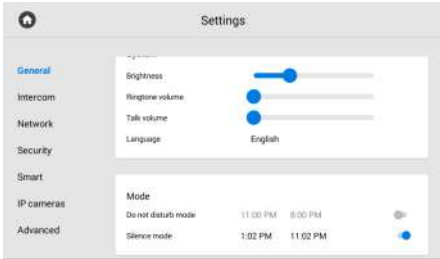 Settings
General
Intercom
Network
Security
Smart
IP cameras
Advanced
Brightness
Ringtone volume
Talk volume
Language English
Mode
Do not disturb mode 11:00 PM 8:00 PM
Silence mode 1:02 PM 11:02 PM